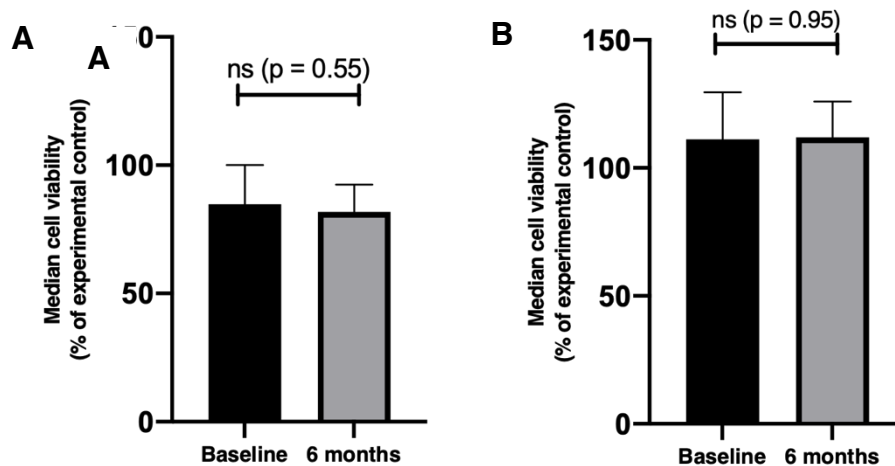 A
A
ns (p = 0.55)
100
50
0
Median cell viability
(% of experimental control)
Baseline 6 months
B
ns (p = 0.95)
150
100
50
0
Median cell viability
(% of experimental control)
Baseline 6 months